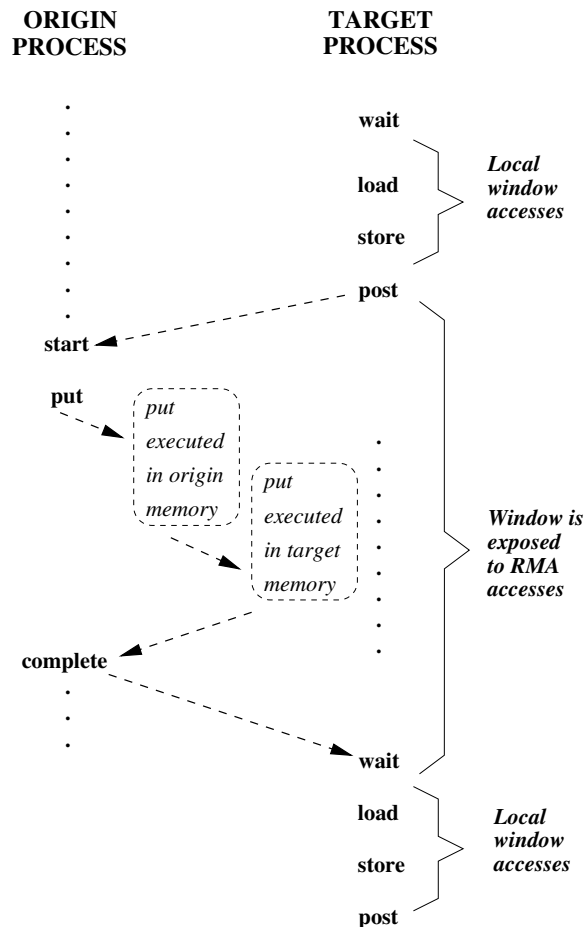 ORIGIN
PROCESS
TARGET
PROCESS
wait
load
store
Local
window
accesses
post
start
put
put
executed
in origin
memory
put
executed
in target
memory
Window is
exposed
to RMA
accesses
complete
wait
load
store
post
Local
window
accesses